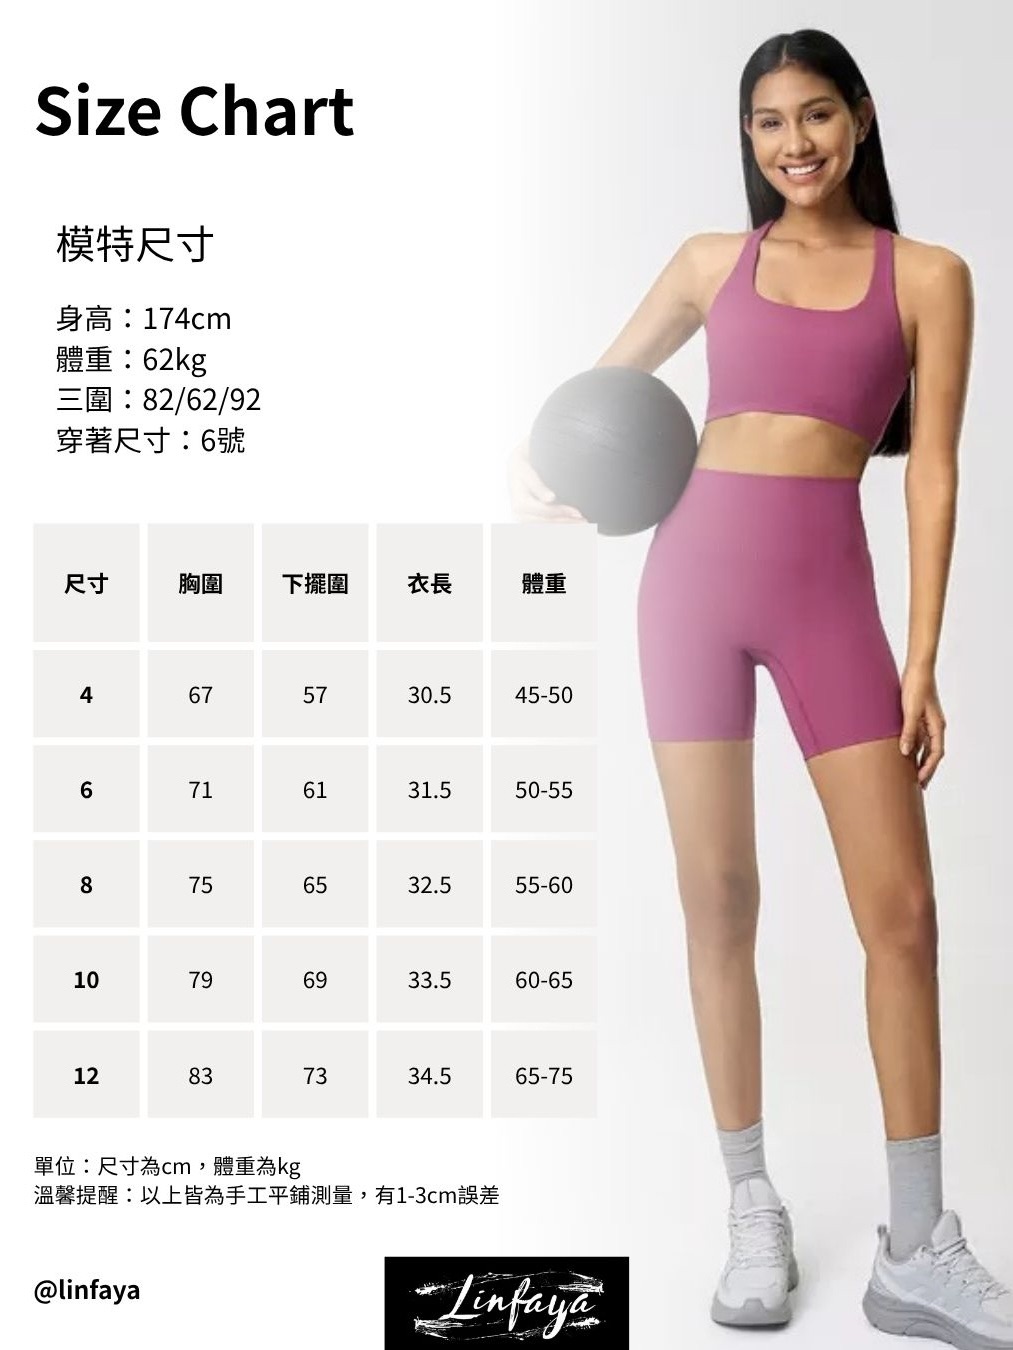 Size Chart
模特尺寸
身高：174cm
體重：62kg
三圍：82/62/92
穿著尺寸：6號
尺寸 胸圍 下擺圍 衣長 體重
4 67 57 30.5 45-50
6 71 61 31.5 50-55
8 75 65 32.5 55-60
10 79 69 33.5 60-65
12 83 73 34.5 65-75
單位：尺寸為cm，體重為kg
溫馨提醒：以上皆為手工平鋪測量，有1-3cm誤差
@linfaya
Linfaya